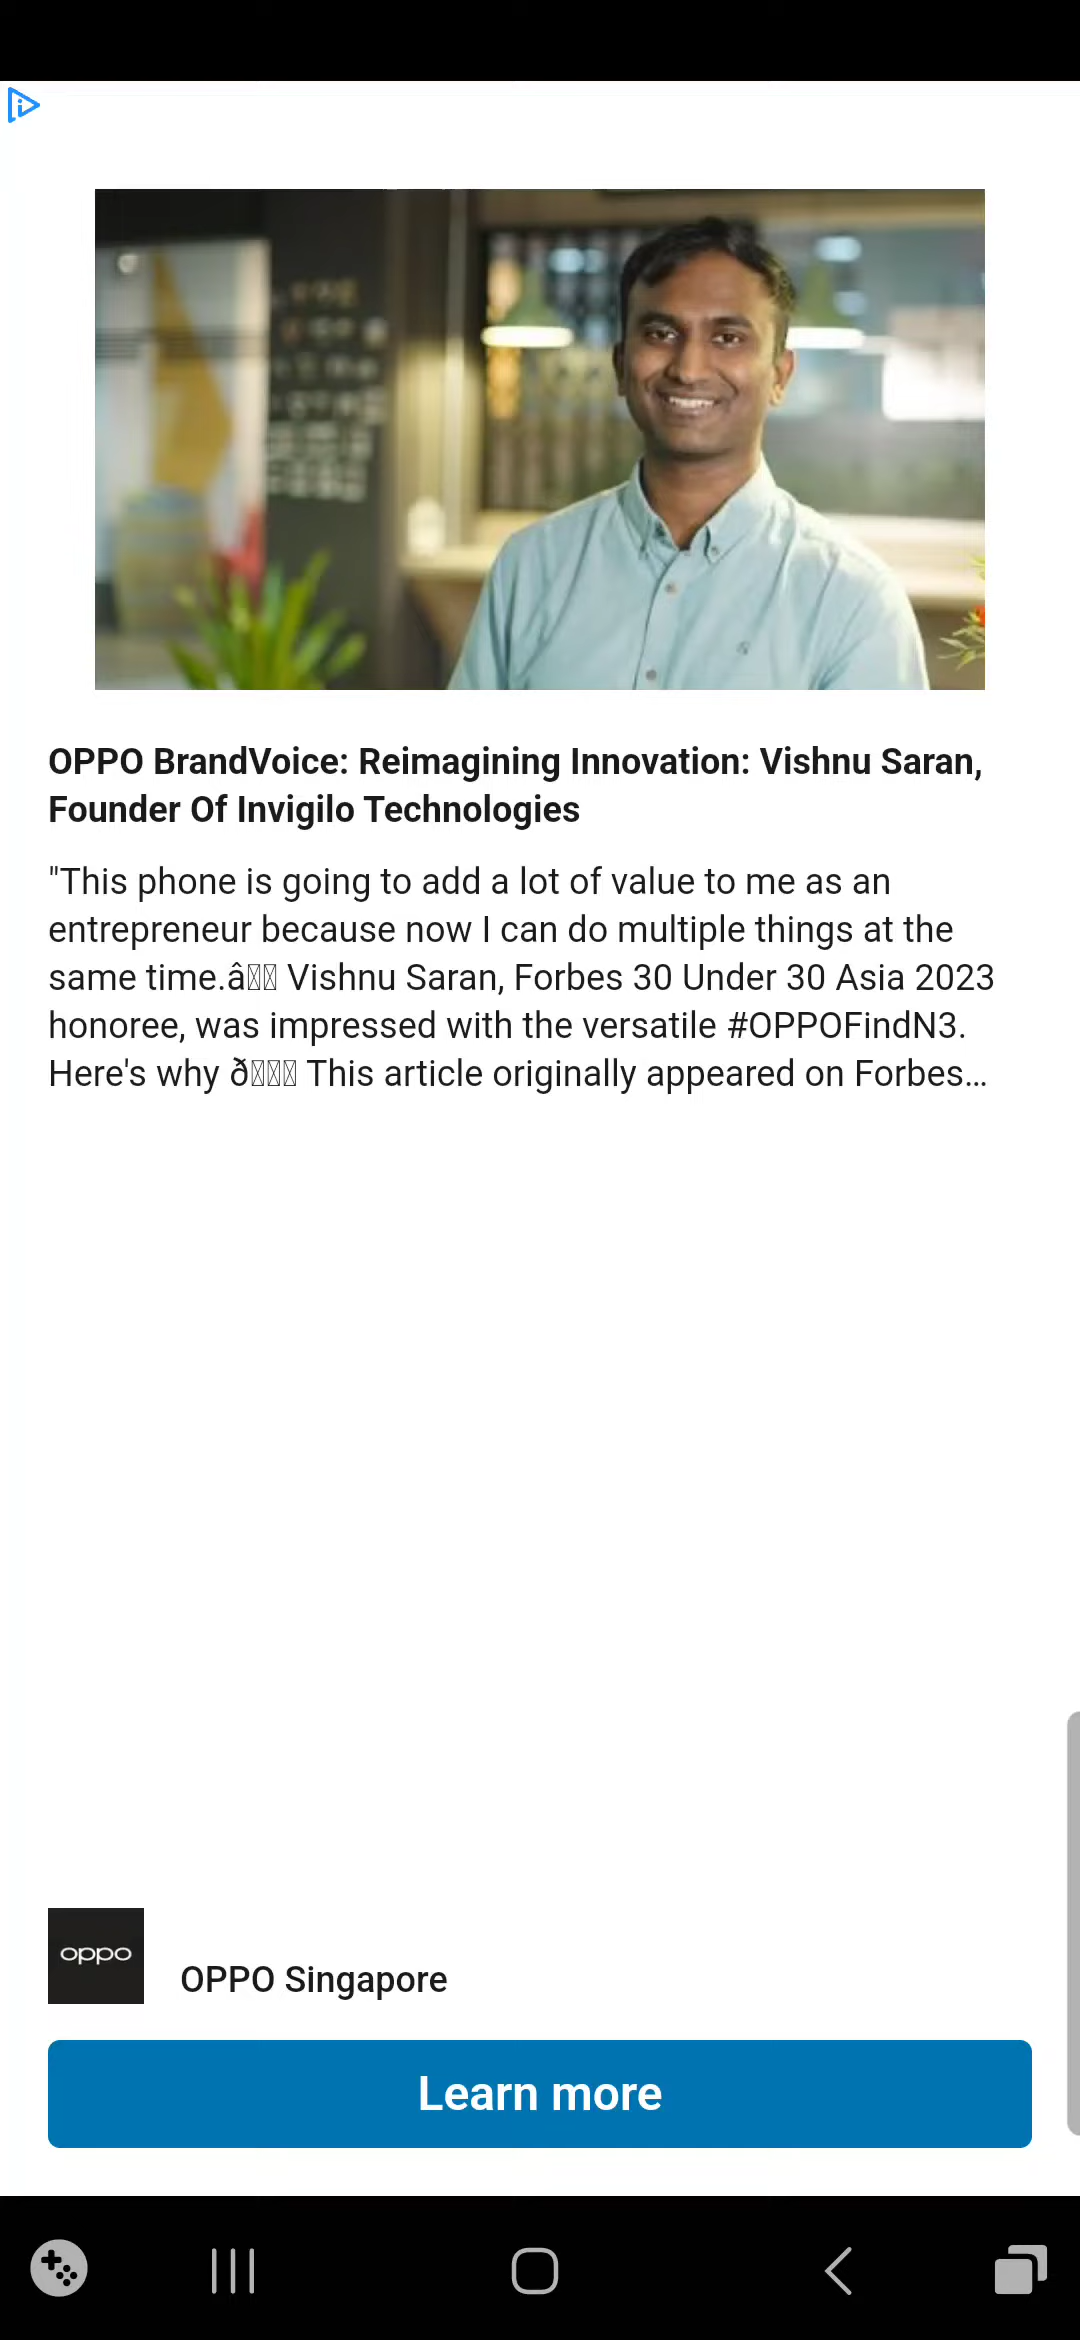 OPPO BrandVoice: Reimagining Innovation: Vishnu Saran,
Founder Of Invigilo Technologies
"This phone is going to add a lot of value to me as an
entrepreneur because now I can do multiple things at the
same time.â Vishnu Saran, Forbes 30 Under 30 Asia 2023
honoree, was impressed with the versatile #OPPOFindN3.
Here's why ð This article originally appeared on Forbes...
oppo
OPPO Singapore
Learn more